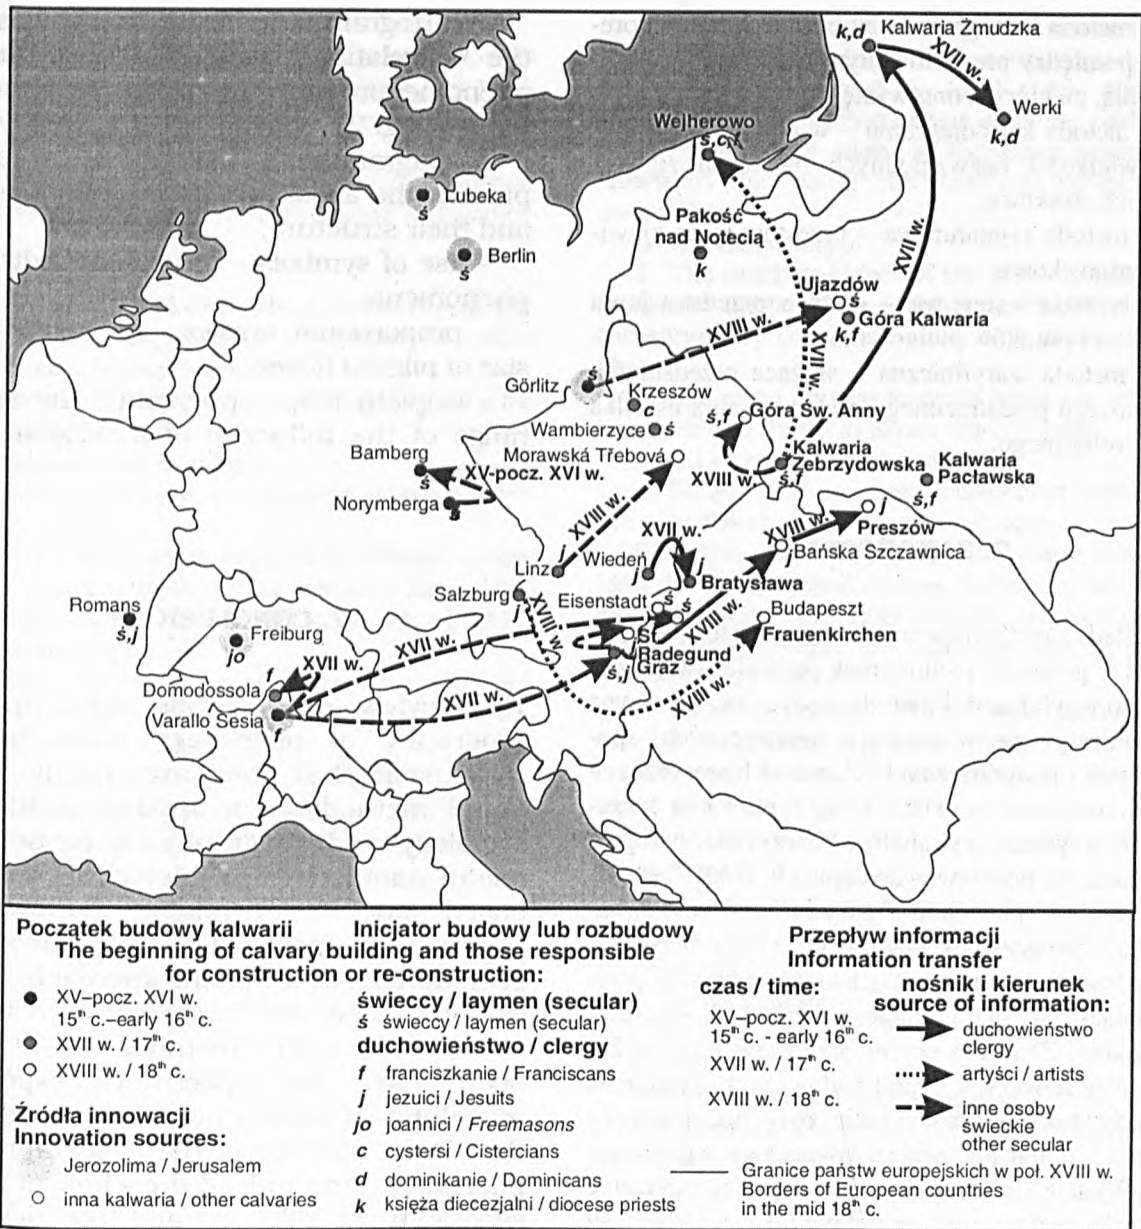 k,d Kalwaria Żmudzka
XVII w.
Werki
k,d
Wejherowo
ś,c,f
Lubeka
ś
Pakość
nad Notecią
k
Berlin
ś
XVII w.
XVII w.
Ujazdów
ś
Góra Kalwaria
k,f
XVIII w.
XVII w.
Görlitz
ś
Krzeszów
c
Góra Św. Anny
ś,f
Wambierzyce ś
Bamberg
ś
XV-pocz. XVI w.
Morawská Třebová
Kalwaria
Zebrzydowska
ś,f
XVIII w.
Kalwaria
Pacławska
ś,f
Norymberga
ś
XVIII w.
XVII w.
XVIII w.
j
Preszów
Linz
Wiedeń
j
j
Bańska Szczawnica
Bratysława
j
Salzburg
Eisenstadt
ś
ś
Budapeszt
Romans
ś,j
Freiburg
jo
XVIII w.
XVII w.
XVIII w.
Frauenkirchen
St.
Radegund
Graz
ś,j
f
XVII w.
Domodossola
Varallo Sesia
f
XVII w.
XVIII w.
Początek budowy kalwarii Inicjator budowy lub rozbudowy
The beginning of calvary building and those responsible
for construction or re-construction:
XV–pocz. XVI w.
15th c.–early 16th c.
XVII w. / 17th c.
XVIII w. / 18th c.
Źródła innowacji
Innovation sources:
Jerozolima / Jerusalem
inna kalwaria / other calvaries
świeccy / laymen (secular)
ś świeccy / laymen (secular)
duchowieństwo / clergy
f franciszkanie / Franciscans
j jezuici / Jesuits
jo joannici / Freemasons
c cystersi / Cistercians
d dominikanie / Dominicans
k księża diecezjalni / diocese priests
Przepływ informacji
Information transfer
czas / time:
XV–pocz. XVI w.
15th c. - early 16th c.
XVII w. / 17th c.
XVIII w. / 18th c.
nośnik i kierunek
source of information:
duchowieństwo
clergy
artyści / artists
inne osoby
świeckie
other secular
Granice państw europejskich w poł. XVIII w.
Borders of European countries
in the mid 18th c.